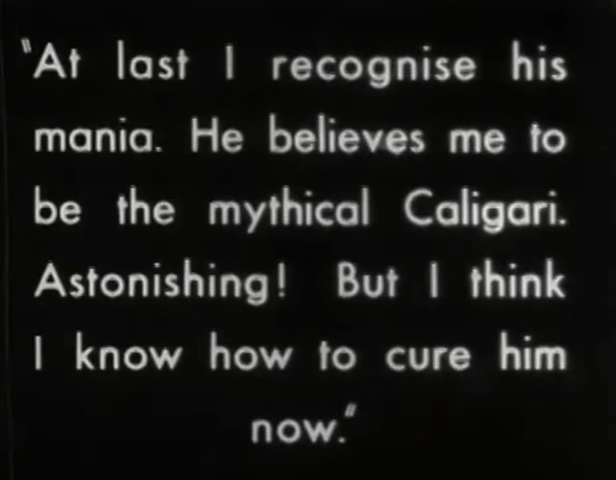 "At last I recognise his
mania. He believes me to
be the mythical Caligari.
Astonishing! But I think
I know how to cure him
now."